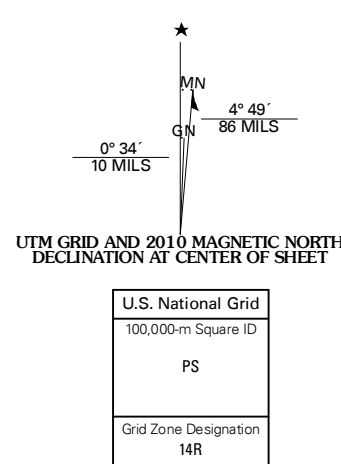 ★
MN
4° 49´
86 MILS
GN
0° 34´
10 MILS
UTM GRID AND 2010 MAGNETIC NORTH
DECLINATION AT CENTER OF SHEET
U.S. National Grid
100,000-m Square ID
PS
Grid Zone Designation
14R